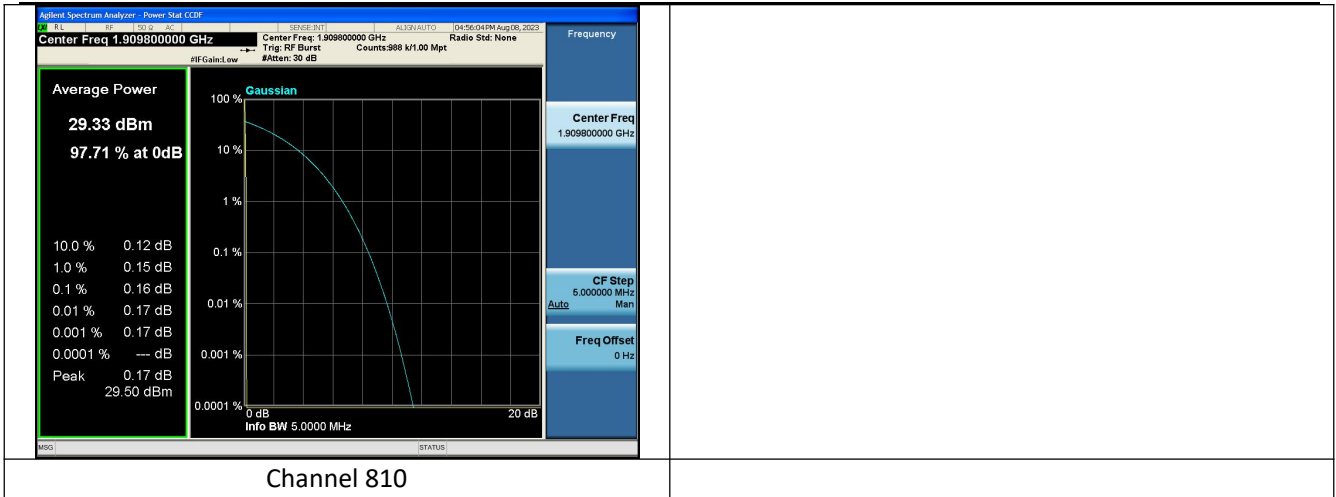 Agilent Spectrum Analyzer - Power Stat CCDF
RL RF 50 Ω AC SENSE:INT ALIGN AUTO 04:56:04 PM Aug 08, 2023
Center Freq 1.909800000 GHz
Center Freq: 1.909800000 GHz Radio Std: None
Trig: RF Burst Counts:988 k/1.00 Mpt
#IFGain:Low #Atten: 30 dB
Frequency
Average Power
29.33 dBm
97.71 % at 0dB
10.0 % 0.12 dB
1.0 % 0.15 dB
0.1 % 0.16 dB
0.01 % 0.17 dB
0.001 % 0.17 dB
0.0001 % --- dB
Peak 0.17 dB
29.50 dBm
Gaussian
100 %
10 %
1 %
0.1 %
0.01 %
0.001 %
0.0001 %
0 dB 20 dB
Info BW 5.0000 MHz
Center Freq
1.909800000 GHz
CF Step
5.000000 MHz
Auto Man
Freq Offset
0 Hz
MSG STATUS
Channel 810